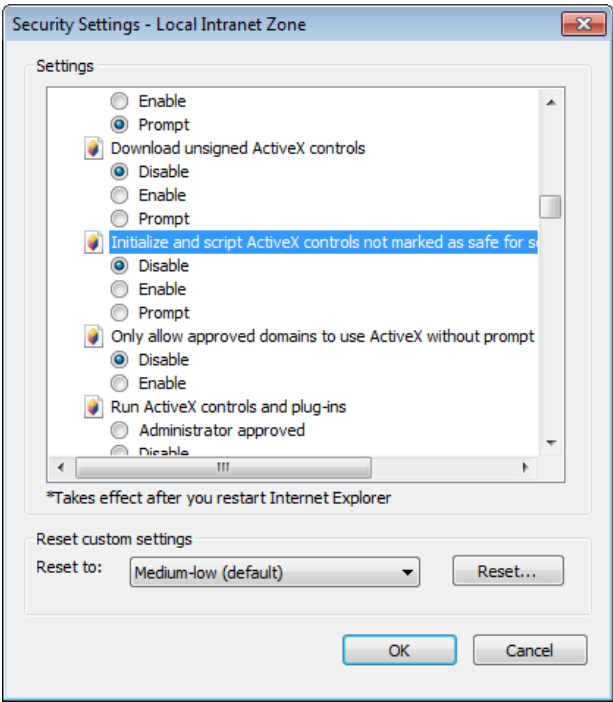 Security Settings - Local Intranet Zone
Settings
Enable
Prompt
Download unsigned ActiveX controls
Disable
Enable
Prompt
Initialize and script ActiveX controls not marked as safe for s
Disable
Enable
Prompt
Only allow approved domains to use ActiveX without prompt
Disable
Enable
Run ActiveX controls and plug-ins
Administrator approved
Disable
*Takes effect after you restart Internet Explorer
Reset custom settings
Reset to: Medium-low (default) Reset...
OK Cancel